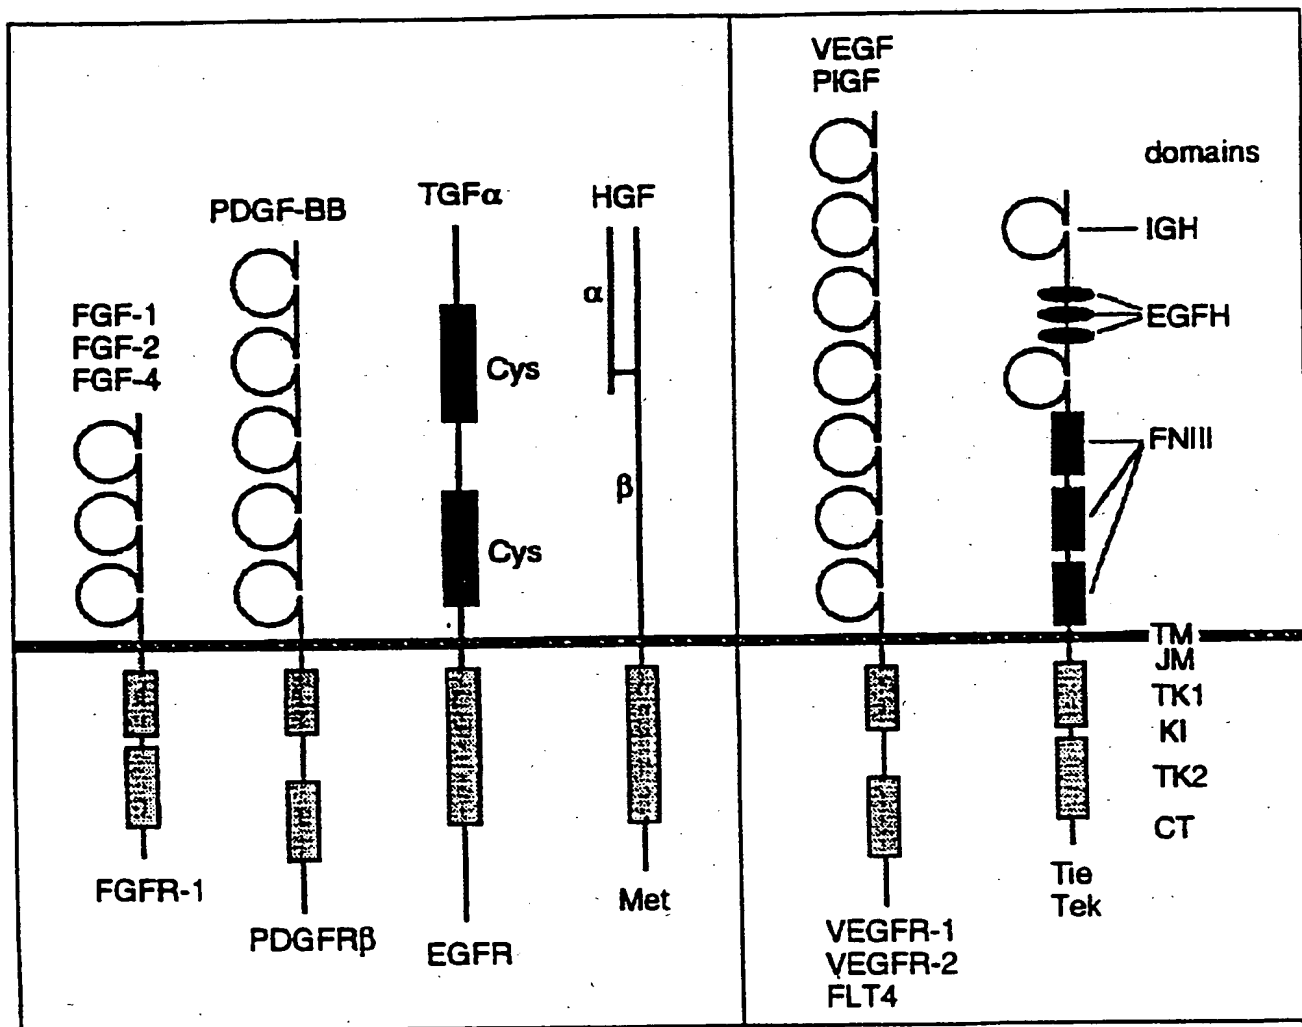 FGF-1
FGF-2
FGF-4
PDGF-BB
TGFα
HGF
α
Cys
Cys
β
FGFR-1
PDGFRβ
EGFR
Met
VEGF
PlGF
domains
IGH
EGFH
FNIII
TM
JM
TK1
KI
TK2
CT
VEGFR-1
VEGFR-2
FLT4
Tie
Tek